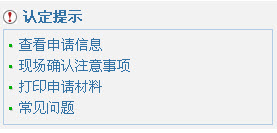 认定提示
查看申请信息
现场确认注意事项
打印申请材料
常见问题